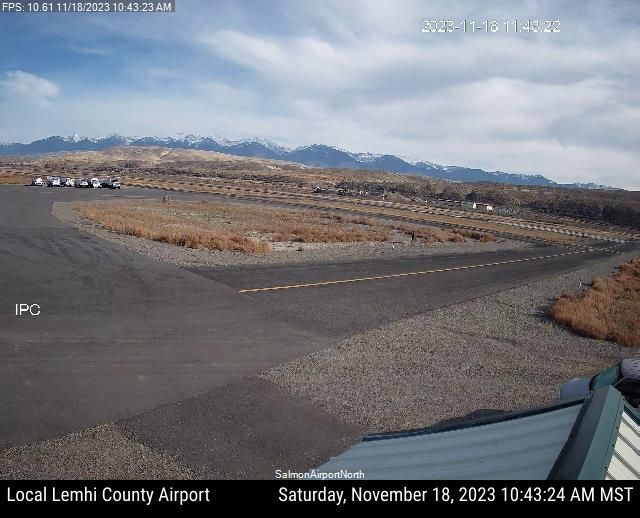 FPS: 10.61 11/18/2023 10:43:23 AM
2023-11-18 11:43:22
IPC
SalmonAirportNorth
Local Lemhi County Airport Saturday, November 18, 2023 10:43:24 AM MST